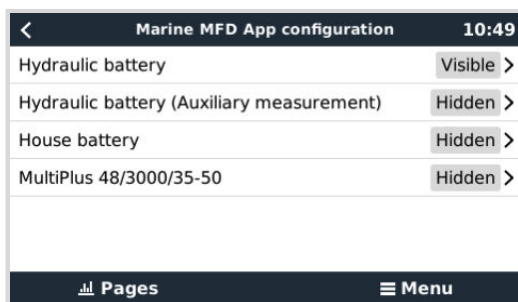 Marine MFD App configuration 10:49
Hydraulic battery Visible
Hydraulic battery (Auxiliary measurement) Hidden
House battery Hidden
MultiPlus 48/3000/35-50 Hidden
Pages Menu